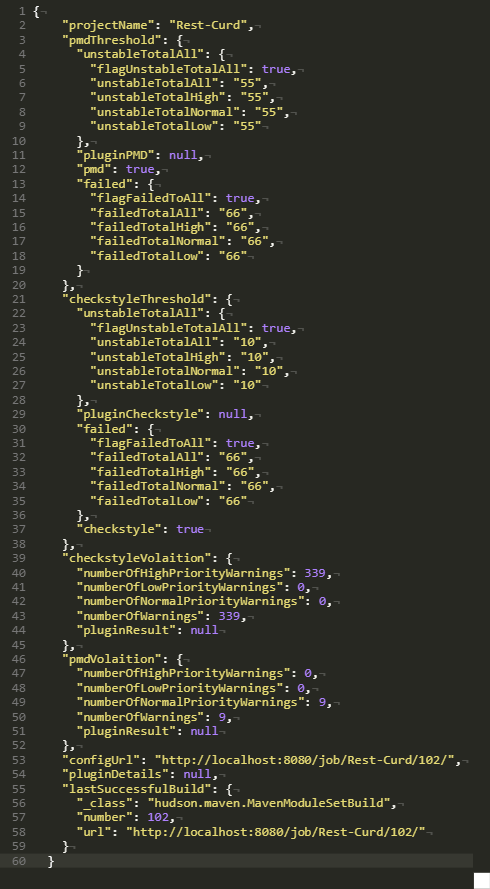 1 {¬
2 "projectName": "Rest-Curd",¬
3 "pmdThreshold": {¬
4 "unstableTotalAll": {¬
5 "flagUnstableTotalAll": true,¬
6 "unstableTotalAll": "55",¬
7 "unstableTotalHigh": "55",¬
8 "unstableTotalNormal": "55",¬
9 "unstableTotalLow": "55"¬
10 },¬
11 "pluginPMD": null,¬
12 "pmd": true,¬
13 "failed": {¬
14 "flagFailedToAll": true,¬
15 "failedTotalAll": "66",¬
16 "failedTotalHigh": "66",¬
17 "failedTotalNormal": "66",¬
18 "failedTotalLow": "66"¬
19 }¬
20 },¬
21 "checkstyleThreshold": {¬
22 "unstableTotalAll": {¬
23 "flagUnstableTotalAll": true,¬
24 "unstableTotalAll": "10",¬
25 "unstableTotalHigh": "10",¬
26 "unstableTotalNormal": "10",¬
27 "unstableTotalLow": "10"¬
28 },¬
29 "pluginCheckstyle": null,¬
30 "failed": {¬
31 "flagFailedToAll": true,¬
32 "failedTotalAll": "66",¬
33 "failedTotalHigh": "66",¬
34 "failedTotalNormal": "66",¬
35 "failedTotalLow": "66"¬
36 },¬
37 "checkstyle": true¬
38 },¬
39 "checkstyleVolaition": {¬
40 "numberOfHighPriorityWarnings": 339,¬
41 "numberOfLowPriorityWarnings": 0,¬
42 "numberOfNormalPriorityWarnings": 0,¬
43 "numberOfWarnings": 339,¬
44 "pluginResult": null¬
45 },¬
46 "pmdVolaition": {¬
47 "numberOfHighPriorityWarnings": 0,¬
48 "numberOfLowPriorityWarnings": 0,¬
49 "numberOfNormalPriorityWarnings": 9,¬
50 "numberOfWarnings": 9,¬
51 "pluginResult": null¬
52 },¬
53 "configUrl": "http://localhost:8080/job/Rest-Curd/102/",¬
54 "pluginDetails": null,¬
55 "lastSuccessfulBuild": {¬
56 "_class": "hudson.maven.MavenModuleSetBuild",¬
57 "number": 102,¬
58 "url": "http://localhost:8080/job/Rest-Curd/102/"¬
59 }¬
60 }